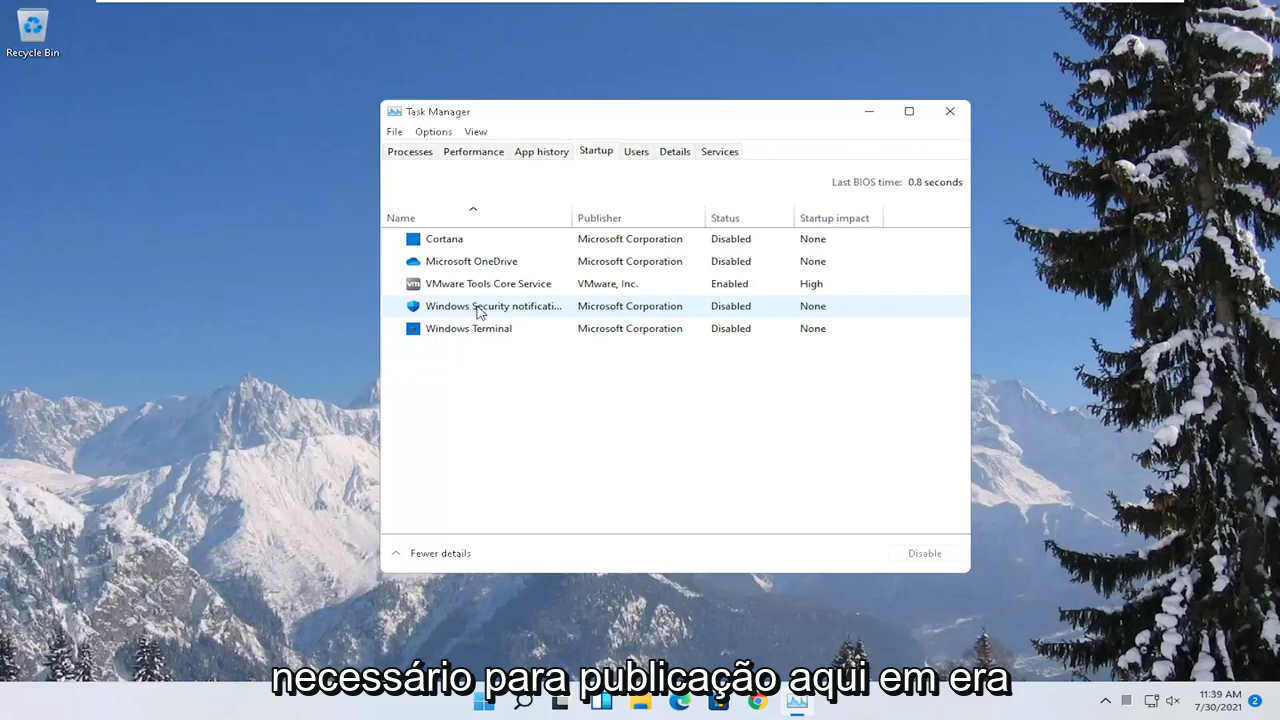 Recycle Bin
Task Manager
File Options View
Processes Performance App history Startup Users Details Services
Last BIOS time: 0.8 seconds
Name Publisher Status Startup impact
Cortana Microsoft Corporation Disabled None
Microsoft OneDrive Microsoft Corporation Disabled None
vm VMware Tools Core Service VMware, Inc. Enabled High
Windows Security notificati... Microsoft Corporation Disabled None
Windows Terminal Microsoft Corporation Disabled None
Fewer details Disable
necessário para publicação aqui em era
11:39 AM
7/30/2021
2